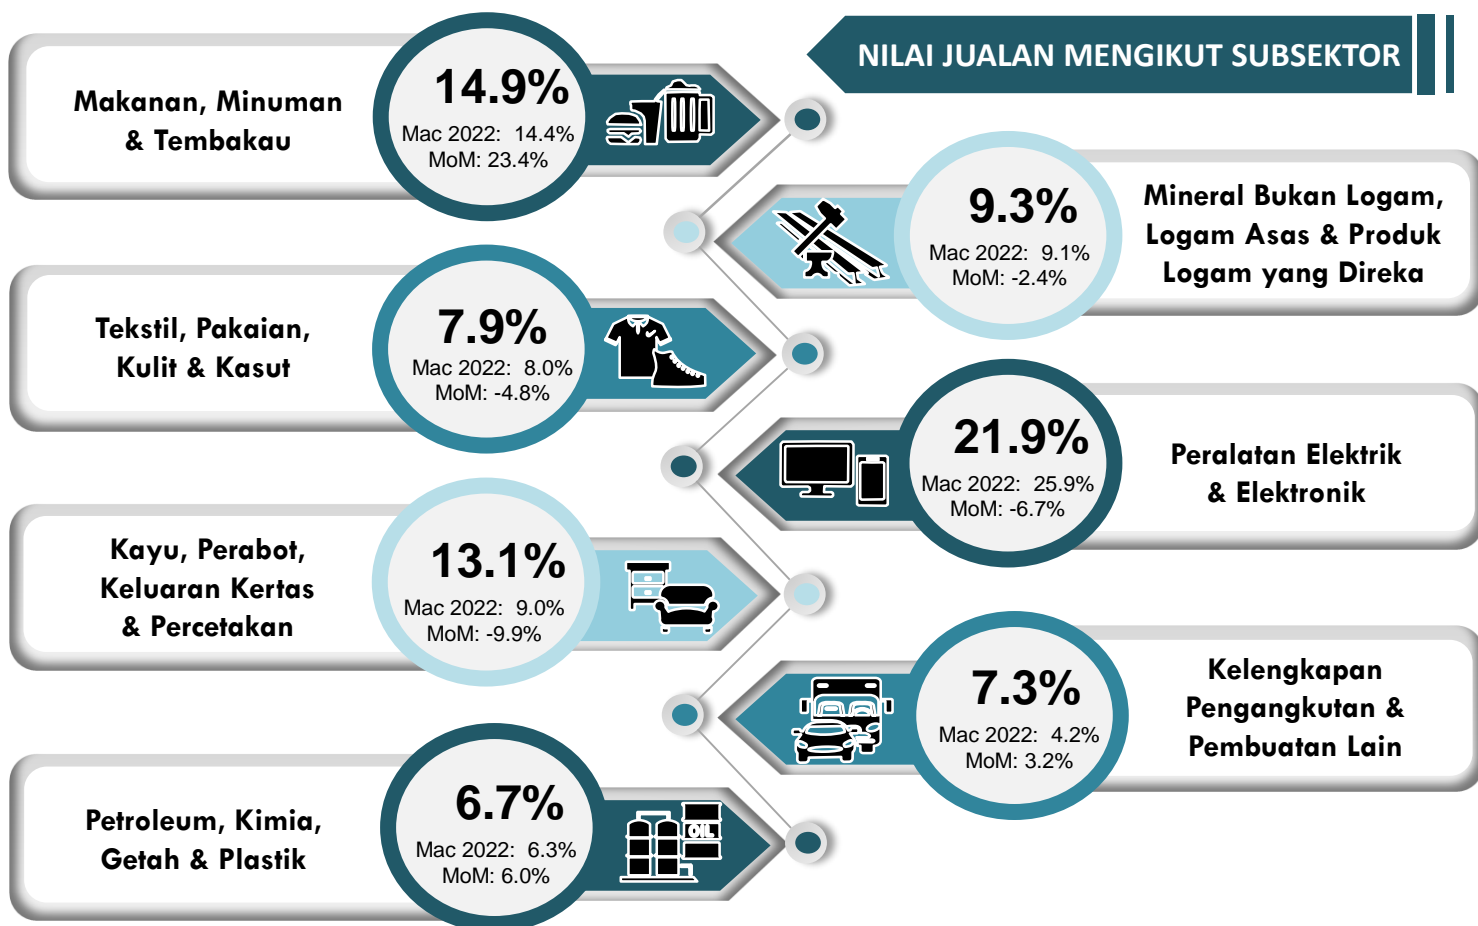 NILAI JUALAN MENGIKUT SUBSEKTOR
Makanan, Minuman
& Tembakau
14.9%
Mac 2022: 14.4%
MoM: 23.4%
9.3%
Mac 2022: 9.1%
MoM: -2.4%
Mineral Bukan Logam,
Logam Asas & Produk
Logam yang Direka
Tekstil, Pakaian,
Kulit & Kasut
7.9%
Mac 2022: 8.0%
MoM: -4.8%
21.9%
Mac 2022: 25.9%
MoM: -6.7%
Peralatan Elektrik
& Elektronik
Kayu, Perabot,
Keluaran Kertas
& Percetakan
13.1%
Mac 2022: 9.0%
MoM: -9.9%
7.3%
Mac 2022: 4.2%
MoM: 3.2%
Kelengkapan
Pengangkutan &
Pembuatan Lain
Petroleum, Kimia,
Getah & Plastik
6.7%
Mac 2022: 6.3%
MoM: 6.0%
OIL